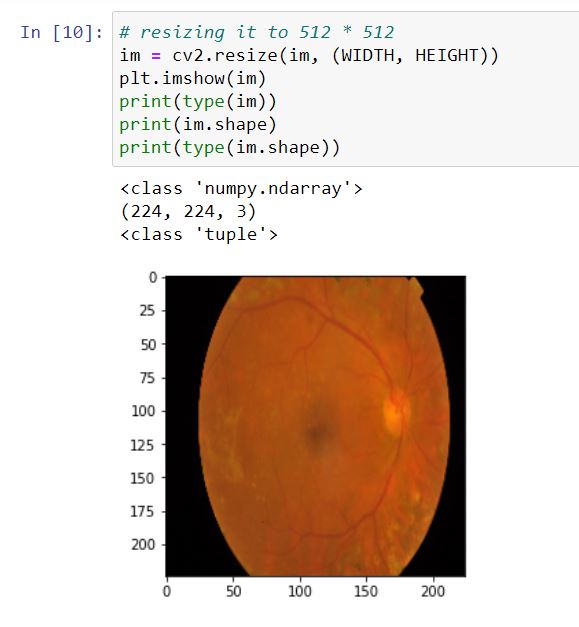 In [10]: # resizing it to 512 * 512
im = cv2.resize(im, (WIDTH, HEIGHT))
plt.imshow(im)
print(type(im))
print(im.shape)
print(type(im.shape))
<class 'numpy.ndarray'>
(224, 224, 3)
<class 'tuple'>
0
25
50
75
100
125
150
175
200
0 50 100 150 200